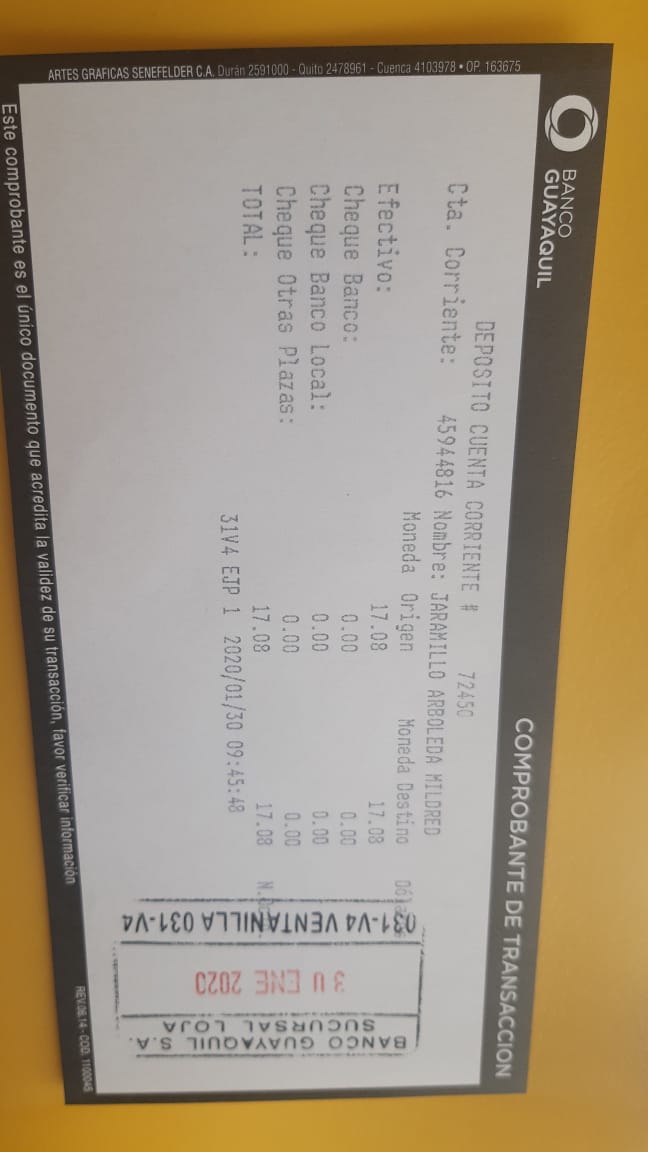 BANCO
GUAYAQUIL
COMPROBANTE DE TRANSACCION
DEPOSITO CUENTA CORRIENTE # 72450
Cta. Corriente: 45944816 Nombre: JARAMILLO ARBOLEDA MILDRED
Moneda Origen Moneda Destino
Efectivo: 17.08 17.08
Cheque Banco: 0.00 0.00
Cheque Banco Local: 0.00 0.00
Cheque Otras Plazas: 0.00 0.00
TOTAL: 17.08 17.08
31V4 EJP 1 2020/01/30 09:45:48
BANCO GUAYAQUIL S.A.
SUCURSAL LOJA
30 ENE 2020
031-V4 VENTANILLA 031-V4
ARTES GRAFICAS SENEFELDER C.A. Durán 2591000 - Quito 2478961 - Cuenca 4103978 • OP. 163675
REV.06.14 - COD. 1100045
Este comprobante es el único documento que acredita la validez de su transacción, favor verificar información